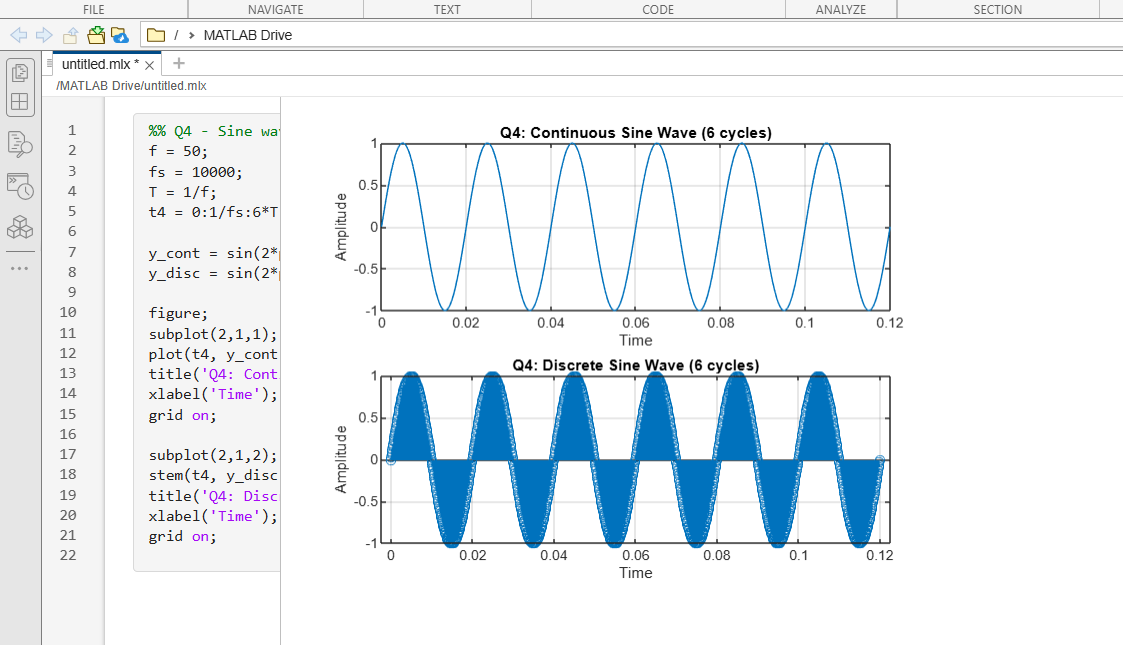 FILE NAVIGATE TEXT CODE ANALYZE SECTION
/ › MATLAB Drive
untitled.mlx * × +
/MATLAB Drive/untitled.mlx
1 %% Q4 - Sine
2 f = 50;
3 fs = 10000;
4 T = 1/f;
5 t4 = 0:1/fs:6*T
6
7 y_cont = sin(2*
8 y_disc = sin(2*
9
10 figure;
11 subplot(2,1,1);
12 plot(t4, y_cont
13 title('Q4: Cont
14 xlabel('Time');
15 grid on;
16
17 subplot(2,1,2);
18 stem(t4, y_disc
19 title('Q4: Disc
20 xlabel('Time');
21 grid on;
22
Q4: Continuous Sine Wave (6 cycles)
1
0.5
0
-0.5
-1
Amplitude
0 0.02 0.04 0.06 0.08 0.1 0.12
Time
Q4: Discrete Sine Wave (6 cycles)
1
0.5
0
-0.5
-1
Amplitude
0 0.02 0.04 0.06 0.08 0.1 0.12
Time